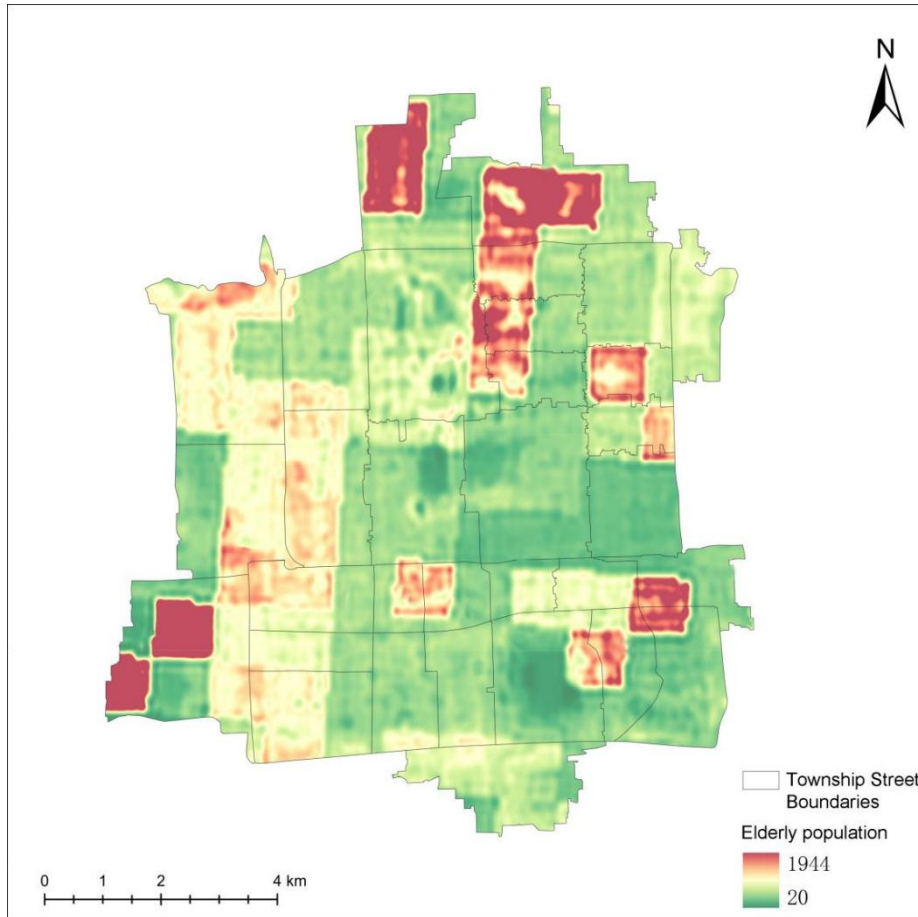 N
Township Street
Boundaries
Elderly population
1944
20
0 1 2 4 km